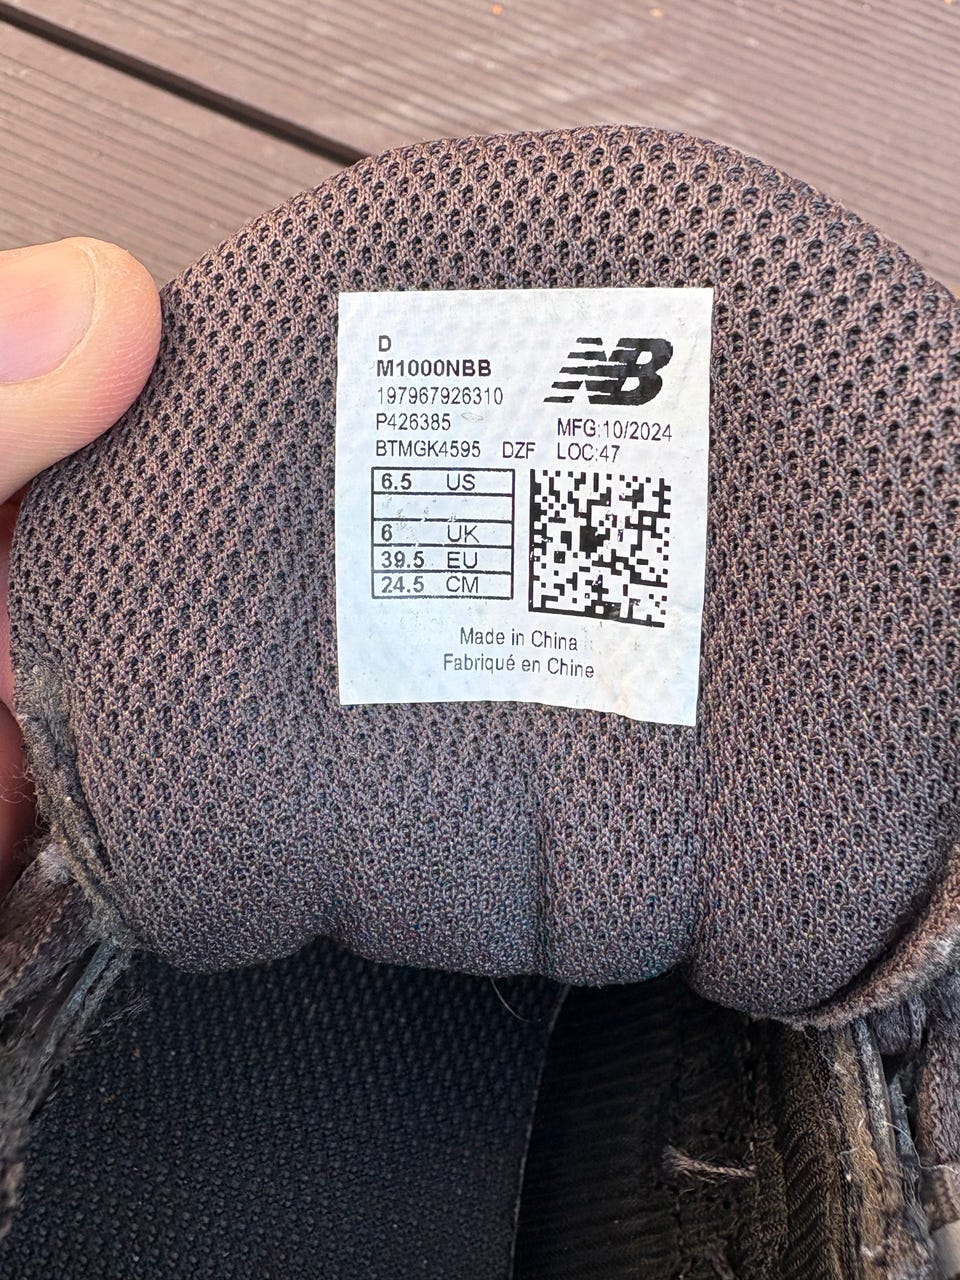 D
M1000NBB
197967926310
P426385
BTMGK4595 DZF
NB
MFG:10/2024
LOC:47
6.5 US
6 UK
39.5 EU
24.5 CM
Made in China
Fabriqué en Chine